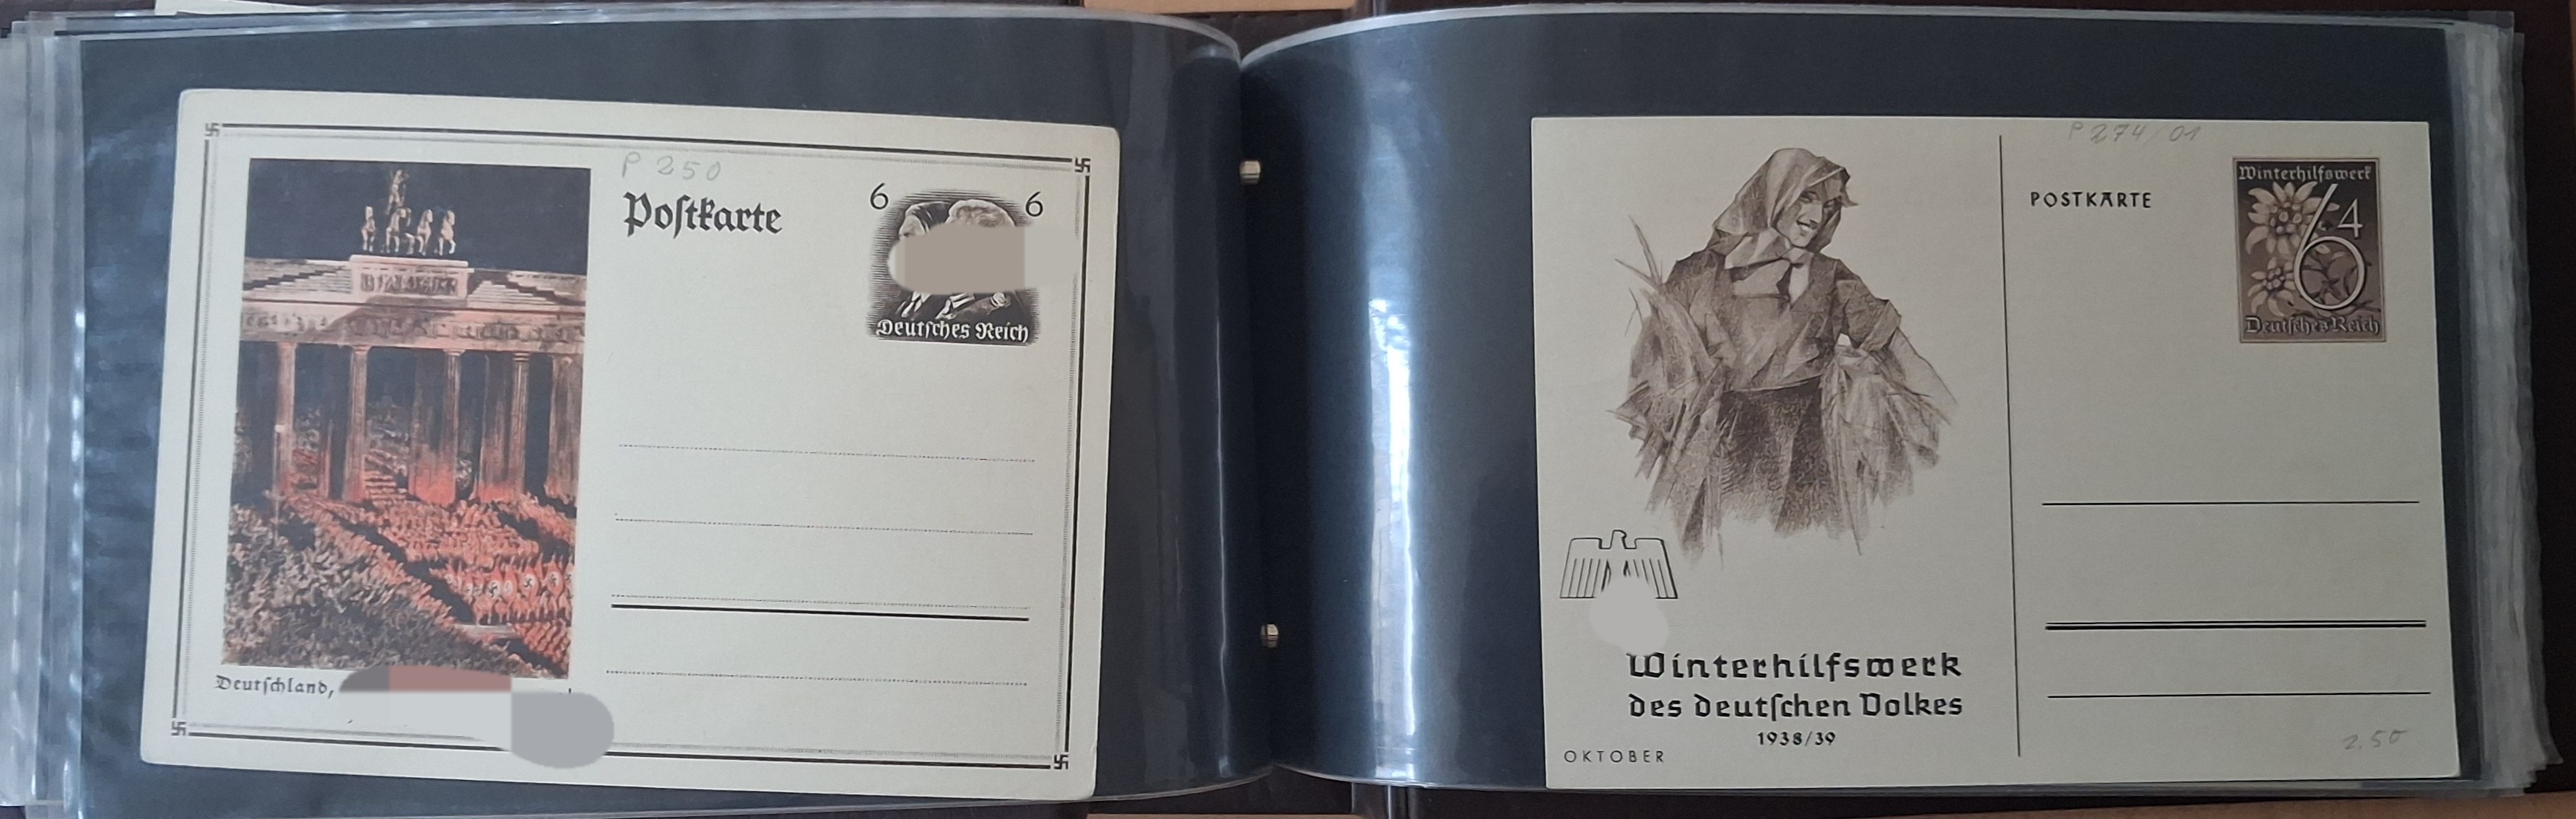 P 250
Poſtkarte
6 6
Deutſches Reich
Deutſchland,
P 274/01
POSTKARTE
Winterhilfswerk
6 4
Deutſches Reich
Winterhilfswerk
des deutſchen Volkes
1938/39
OKTOBER
2.50